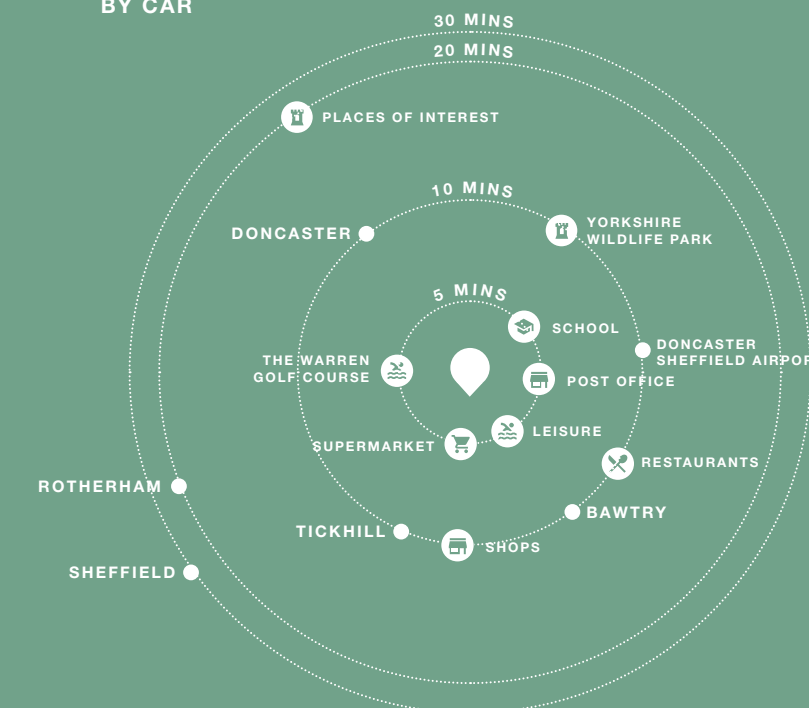 BY CAR
30 MINS
20 MINS
PLACES OF INTEREST
10 MINS
DONCASTER
YORKSHIRE
WILDLIFE PARK
5 MINS
SCHOOL
DONCASTER
SHEFFIELD AIRPOR
THE WARREN
GOLF COURSE
POST OFFICE
LEISURE
SUPERMARKET
RESTAURANTS
ROTHERHAM
BAWTRY
TICKHILL
SHOPS
SHEFFIELD